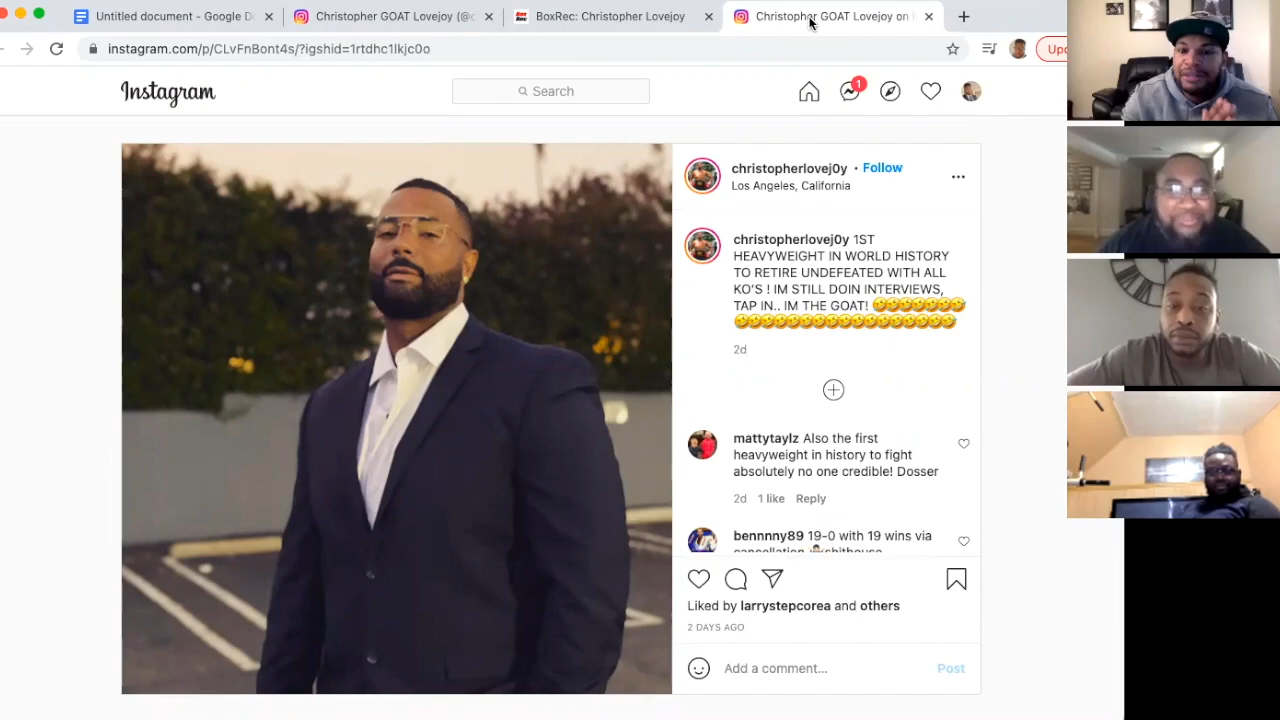 Untitled document - Google D
Christopher GOAT Lovejoy (@c
BoxRec: Christopher Lovejoy
Christopher GOAT Lovejoy on I
instagram.com/p/CLvFnBont4s/?igshid=1rtdhc1lkjc0o
Instagram
Search
1
christopherlovej0y • Follow
Los Angeles, California
christopherlovej0y 1ST
HEAVYWEIGHT IN WORLD HISTORY
TO RETIRE UNDEFEATED WITH ALL
KO'S ! IM STILL DOIN INTERVIEWS,
TAP IN.. IM THE GOAT! 🤣🤣🤣🤣🤣🤣🤣
🤣🤣🤣🤣🤣🤣🤣🤣🤣🤣🤣🤣🤣🤣🤣🤣🤣
2d
mattytaylz Also the first
heavyweight in history to fight
absolutely no one credible! Dosser
2d 1 like Reply
bennnny89 19-0 with 19 wins via
cancellation shithouse
Liked by larrystepcorea and others
2 DAYS AGO
Add a comment...
Post